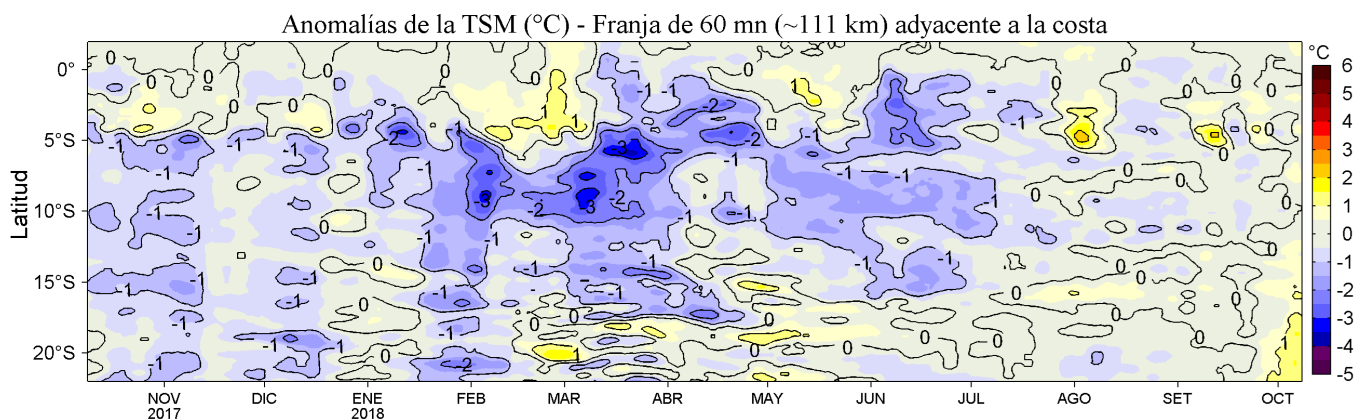 Anomalías de la TSM (°C) - Franja de 60 mn (~111 km) adyacente a la costa
°C
Latitud
0°
5°S
10°S
15°S
20°S
6
5
4
3
2
1
0
-1
-2
-3
-4
-5
NOV DIC ENE FEB MAR ABR MAY JUN JUL AGO SET OCT
2017 2018